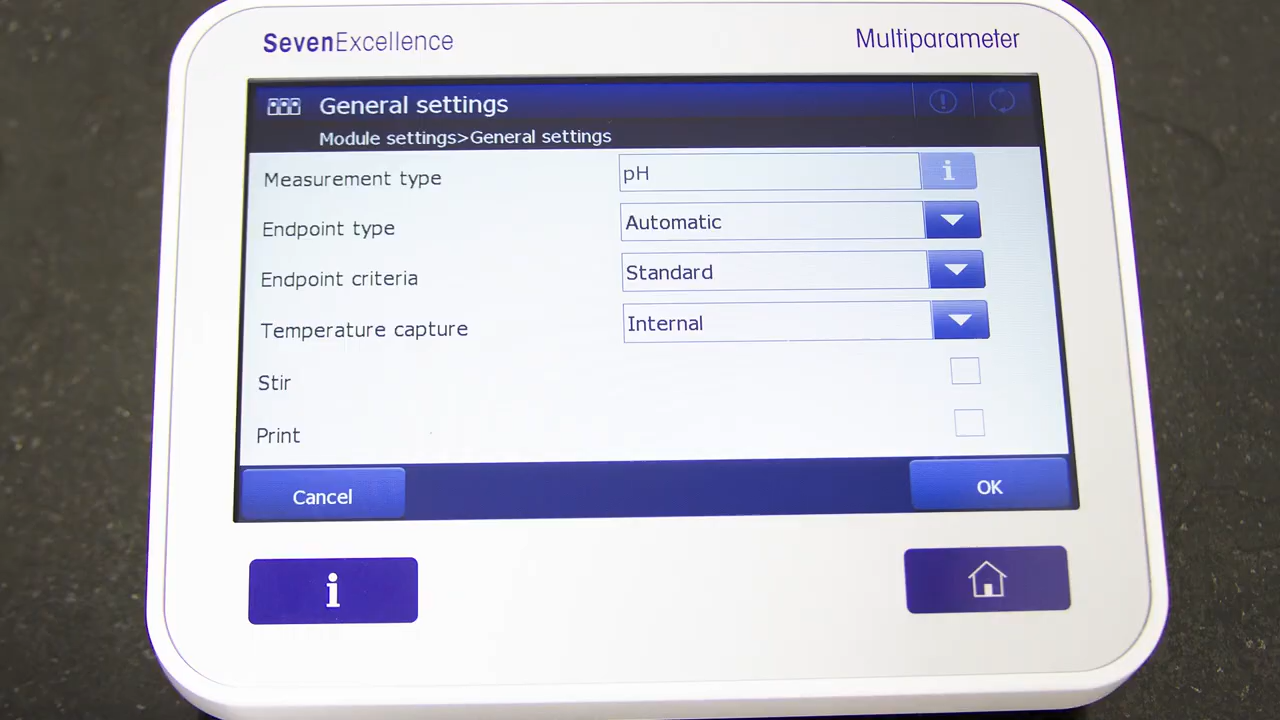 SevenExcellence Multiparameter
General settings
Module settings>General settings
Measurement type pH i
Endpoint type Automatic
Endpoint criteria Standard
Temperature capture Internal
Stir
Print
Cancel OK
i